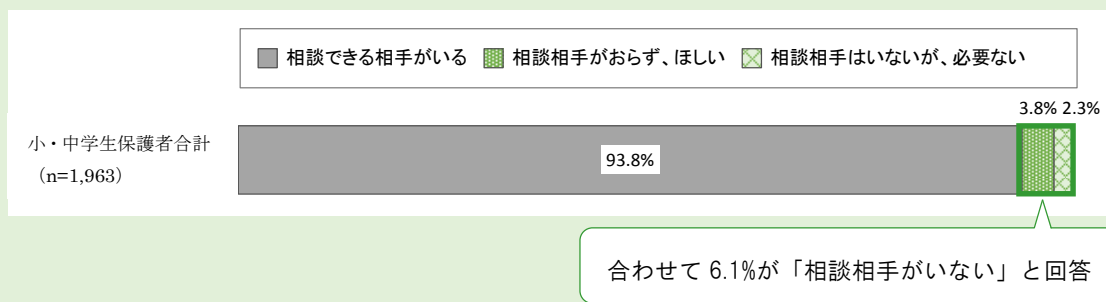 相談できる相手がいる 相談相手がおらず、ほしい 相談相手はいないが、必要ない
3.8% 2.3%
小・中学生保護者合計
（n=1,963）
93.8%
合わせて 6.1%が「相談相手がいない」と回答